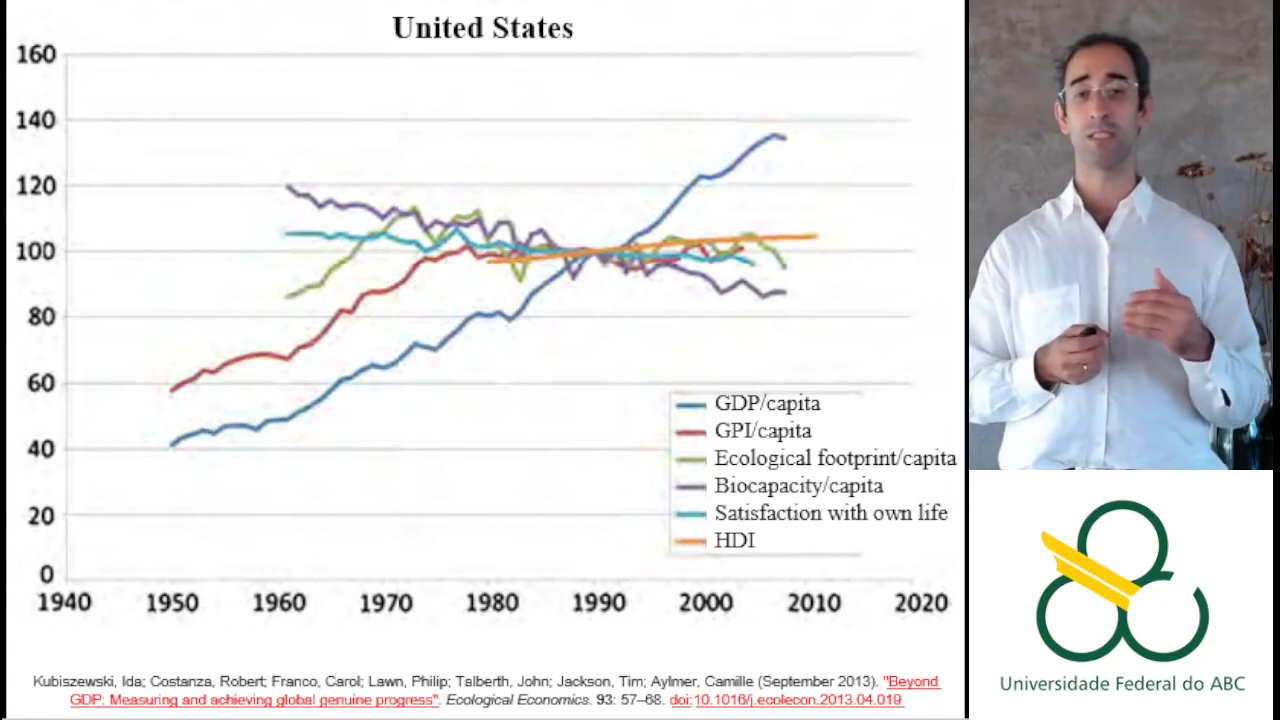 United States
160
140
120
100
80
60
40
20
0
1940 1950 1960 1970 1980 1990 2000 2010 2020
GDP/capita
GPI/capita
Ecological footprint/capita
Biocapacity/capita
Satisfaction with own life
HDI
Kubiszewski, Ida; Costanza, Robert; Franco, Carol; Lawn, Philip; Talberth, John; Jackson, Tim; Aylmer, Camille (September 2013). "Beyond
GDP: Measuring and achieving global genuine progress". Ecological Economics. 93: 57–68. doi:10.1016/j.ecolecon.2013.04.019
Universidade Federal do ABC